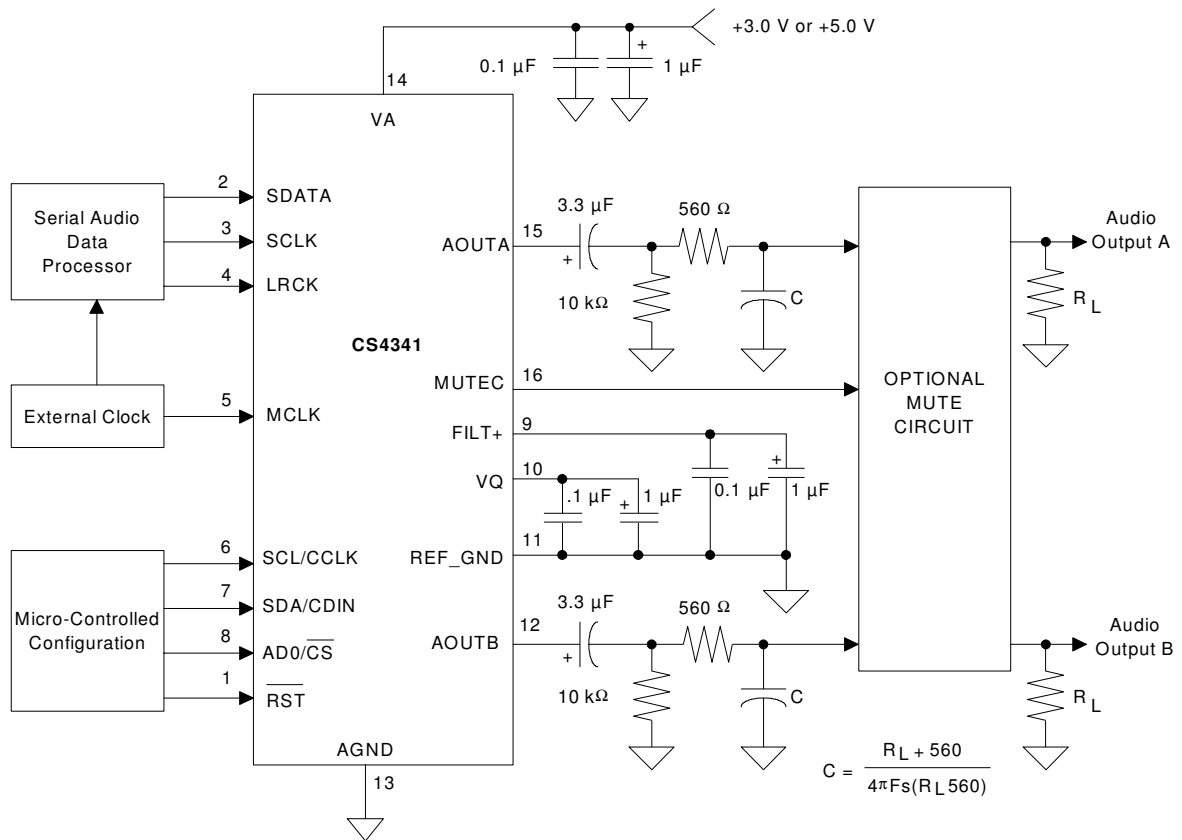 +3.0 V or +5.0 V
0.1 µF
+
1 µF
14
VA
Serial Audio
Data
Processor
2
SDATA
3
SCLK
4
LRCK
External Clock
5
MCLK
CS4341
Micro-Controlled
Configuration
6
SCL/CCLK
7
SDA/CDIN
8
AD0/C̅S̅
1
R̅S̅T̅
AGND
13
AOUTA
15
3.3 µF
+
560 Ω
10 kΩ
C
MUTEC
16
FILT+
9
VQ
10
.1 µF
+
1 µF
0.1 µF
+
1 µF
REF_GND
11
AOUTB
12
3.3 µF
+
560 Ω
10 kΩ
C
OPTIONAL
MUTE
CIRCUIT
Audio
Output A
R L
Audio
Output B
R L
C = R L + 560
4πFs(R L 560)